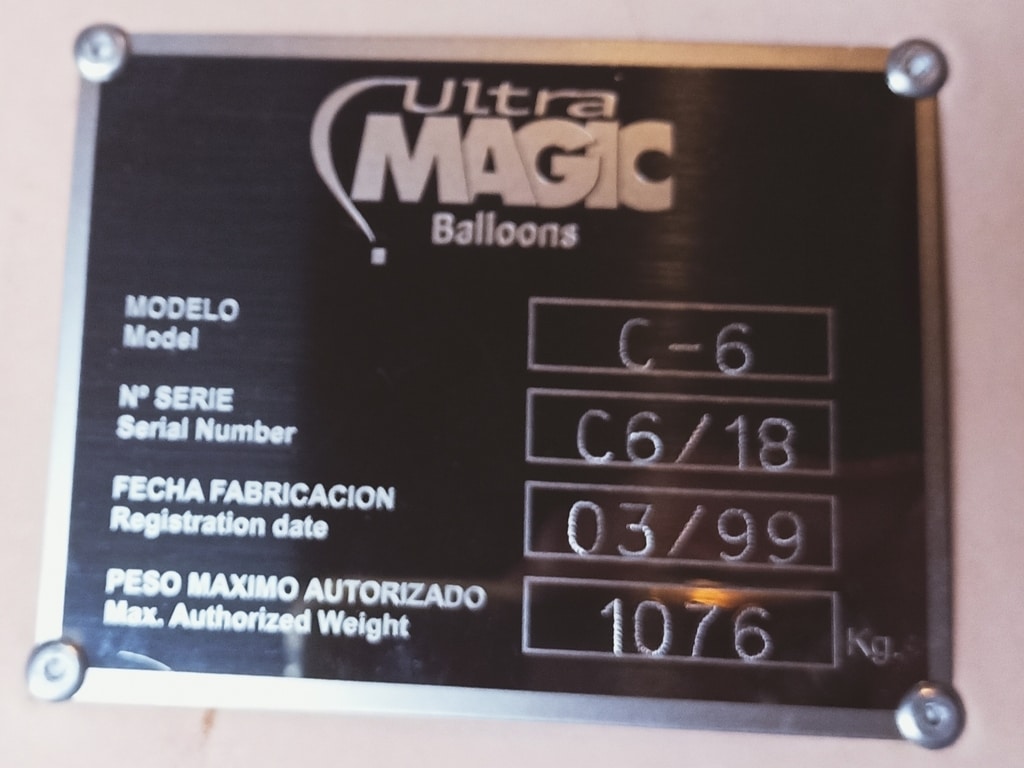 Ultra
MAGIC
Balloons
MODELO
Model
C-6
Nº SERIE
Serial Number
C6/18
FECHA FABRICACION
Registration date
03/99
PESO MAXIMO AUTORIZADO
Max. Authorized Weight
1076 Kg.